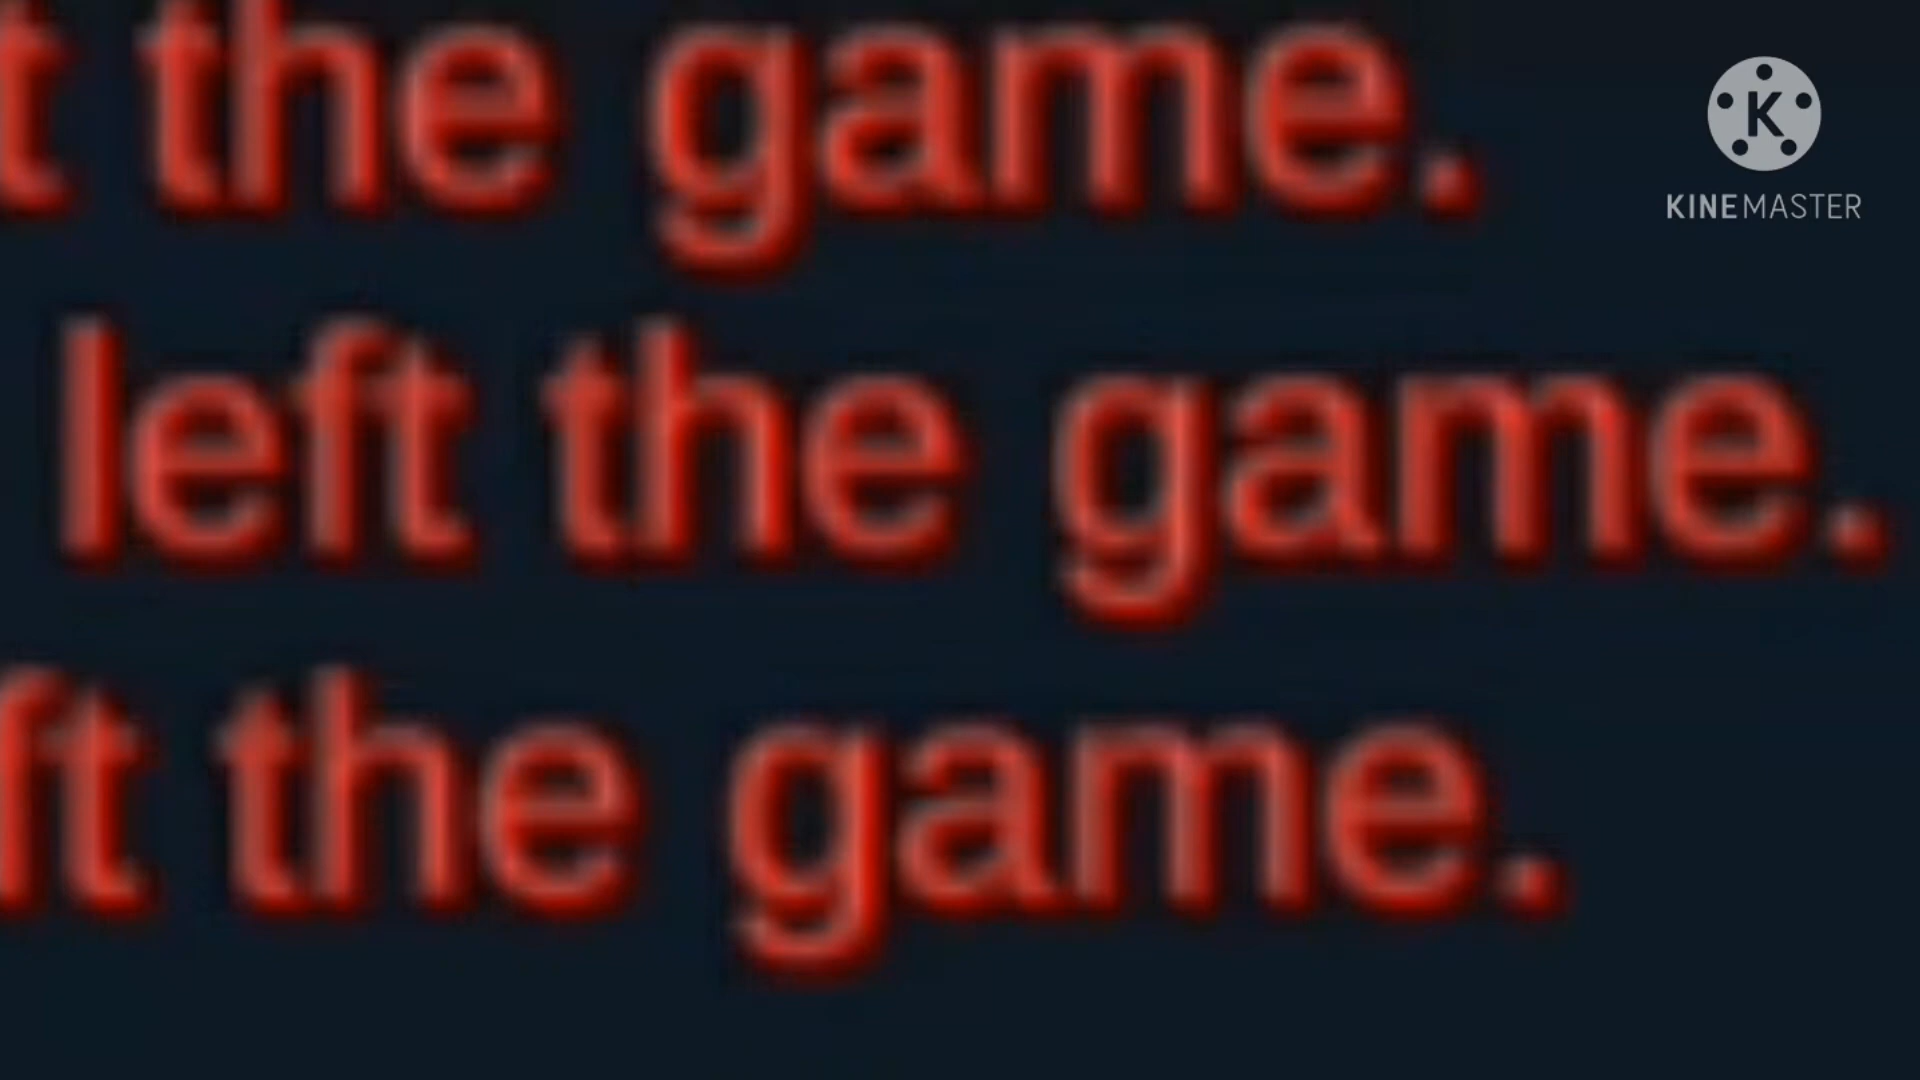 t the game.
left the game.
ft the game.
K
KINEMASTER